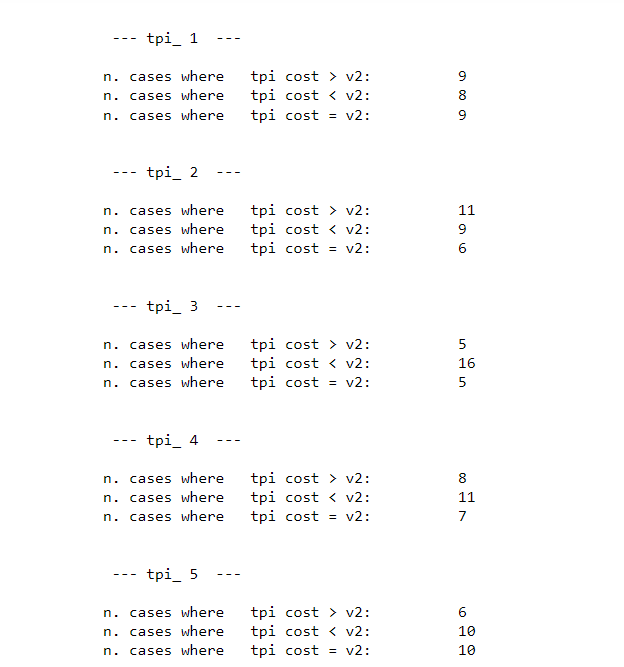 --- tpi_ 1  ---
n. cases where   tpi cost > v2:          9
n. cases where   tpi cost < v2:          8
n. cases where   tpi cost = v2:          9
--- tpi_ 2  ---
n. cases where   tpi cost > v2:          11
n. cases where   tpi cost < v2:          9
n. cases where   tpi cost = v2:          6
--- tpi_ 3  ---
n. cases where   tpi cost > v2:          5
n. cases where   tpi cost < v2:          16
n. cases where   tpi cost = v2:          5
--- tpi_ 4  ---
n. cases where   tpi cost > v2:          8
n. cases where   tpi cost < v2:          11
n. cases where   tpi cost = v2:          7
--- tpi_ 5  ---
n. cases where   tpi cost > v2:          6
n. cases where   tpi cost < v2:          10
n. cases where   tpi cost = v2:          10